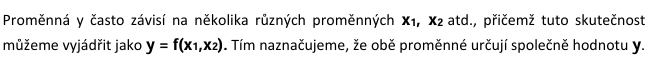 Proměnná y často závisí na několika různých proměnných x1, x2 atd., přičemž tuto skutečnost
můžeme vyjádřit jako y = f(x1,x2). Tím naznačujeme, že obě proměnné určují společně hodnotu y.